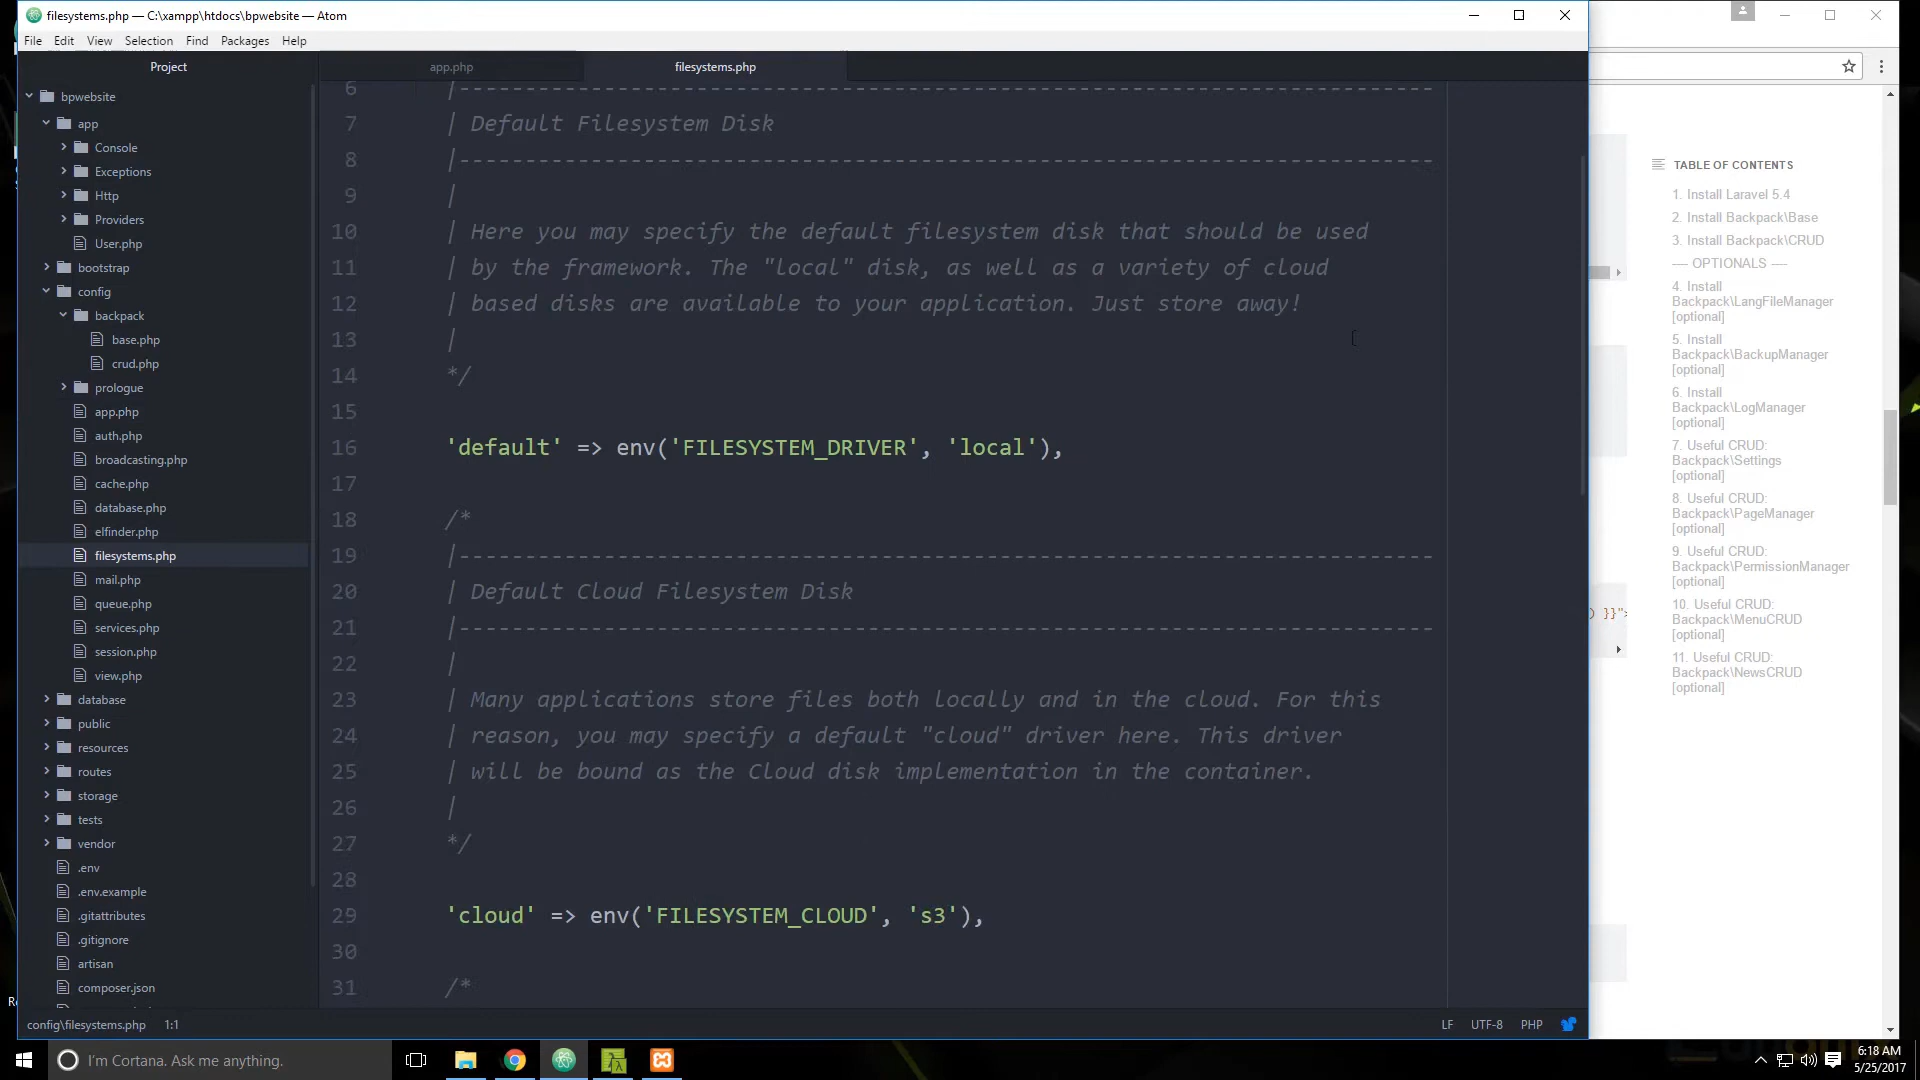 filesystems.php — C:\xampp\htdocs\bpwebsite — Atom
File Edit View Selection Find Packages Help
Project
app.php
filesystems.php
bpwebsite
app
Console
Exceptions
Http
Providers
User.php
bootstrap
config
backpack
base.php
crud.php
prologue
app.php
auth.php
broadcasting.php
cache.php
database.php
elfinder.php
filesystems.php
mail.php
queue.php
services.php
session.php
view.php
database
public
resources
routes
storage
tests
vendor
.env
.env.example
.gitattributes
.gitignore
artisan
composer.json
6 |--------------------------------------------------------------------------
7 | Default Filesystem Disk
8 |--------------------------------------------------------------------------
9 |
10 | Here you may specify the default filesystem disk that should be used
11 | by the framework. The "local" disk, as well as a variety of cloud
12 | based disks are available to your application. Just store away!
13 |
14 */
15
16 'default' => env('FILESYSTEM_DRIVER', 'local'),
17
18 /*
19 |--------------------------------------------------------------------------
20 | Default Cloud Filesystem Disk
21 |--------------------------------------------------------------------------
22 |
23 | Many applications store files both locally and in the cloud. For this
24 | reason, you may specify a default "cloud" driver here. This driver
25 | will be bound as the Cloud disk implementation in the container.
26 |
27 */
28
29 'cloud' => env('FILESYSTEM_CLOUD', 's3'),
30
31 /*
config\filesystems.php 1:1
LF UTF-8 PHP
TABLE OF CONTENTS
1. Install Laravel 5.4
2. Install Backpack\Base
3. Install Backpack\CRUD
---- OPTIONALS ----
4. Install
Backpack\LangFileManager
[optional]
5. Install
Backpack\BackupManager
[optional]
6. Install
Backpack\LogManager
[optional]
7. Useful CRUD:
Backpack\Settings
[optional]
8. Useful CRUD:
Backpack\PageManager
[optional]
9. Useful CRUD:
Backpack\PermissionManager
[optional]
10. Useful CRUD:
Backpack\MenuCRUD
[optional]
11. Useful CRUD:
Backpack\NewsCRUD
[optional]
) }}">
I'm Cortana. Ask me anything.
6:18 AM
5/25/2017